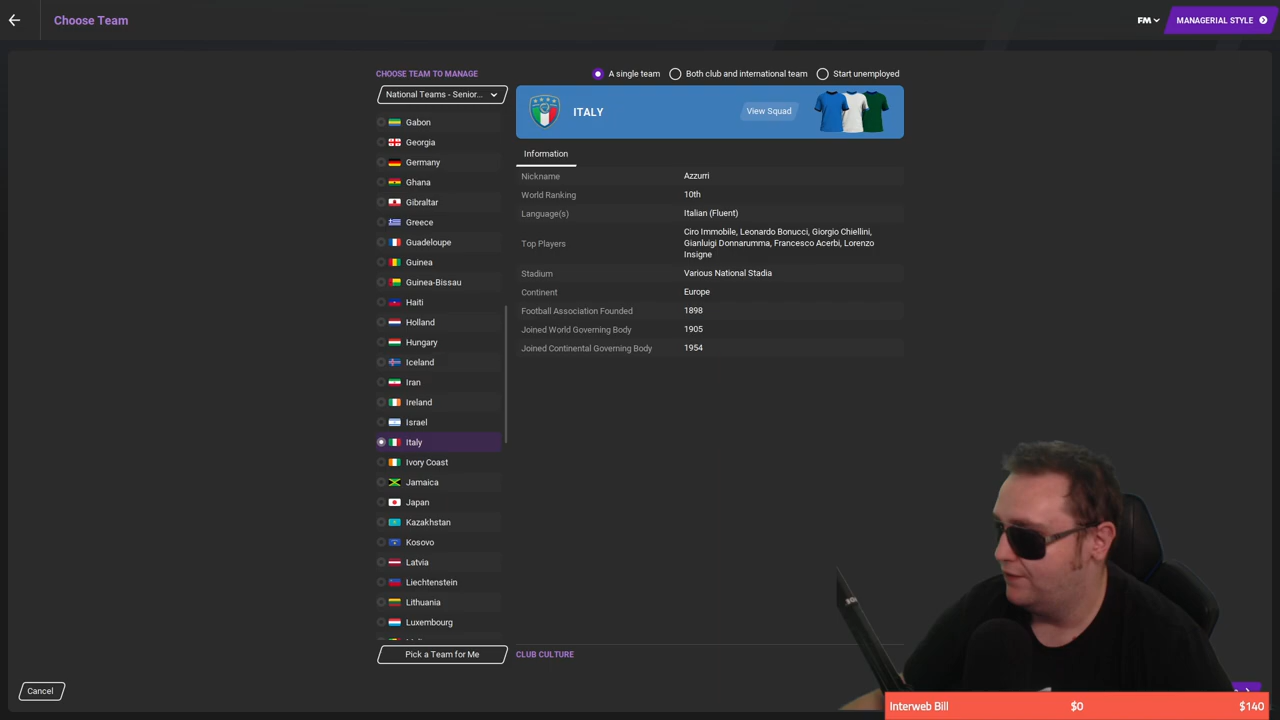 Choose Team
FM
MANAGERIAL STYLE
CHOOSE TEAM TO MANAGE
A single team
Both club and international team
Start unemployed
National Teams - Senior...
ITALY
View Squad
Information
Gabon
Georgia
Germany
Ghana
Gibraltar
Greece
Guadeloupe
Guinea
Guinea-Bissau
Haiti
Holland
Hungary
Iceland
Iran
Ireland
Israel
Italy
Ivory Coast
Jamaica
Japan
Kazakhstan
Kosovo
Latvia
Liechtenstein
Lithuania
Luxembourg
Nickname Azzurri
World Ranking 10th
Language(s) Italian (Fluent)
Top Players Ciro Immobile, Leonardo Bonucci, Giorgio Chiellini,
Gianluigi Donnarumma, Francesco Acerbi, Lorenzo
Insigne
Stadium Various National Stadia
Continent Europe
Football Association Founded 1898
Joined World Governing Body 1905
Joined Continental Governing Body 1954
Pick a Team for Me
CLUB CULTURE
Cancel
Interweb Bill $0 $140